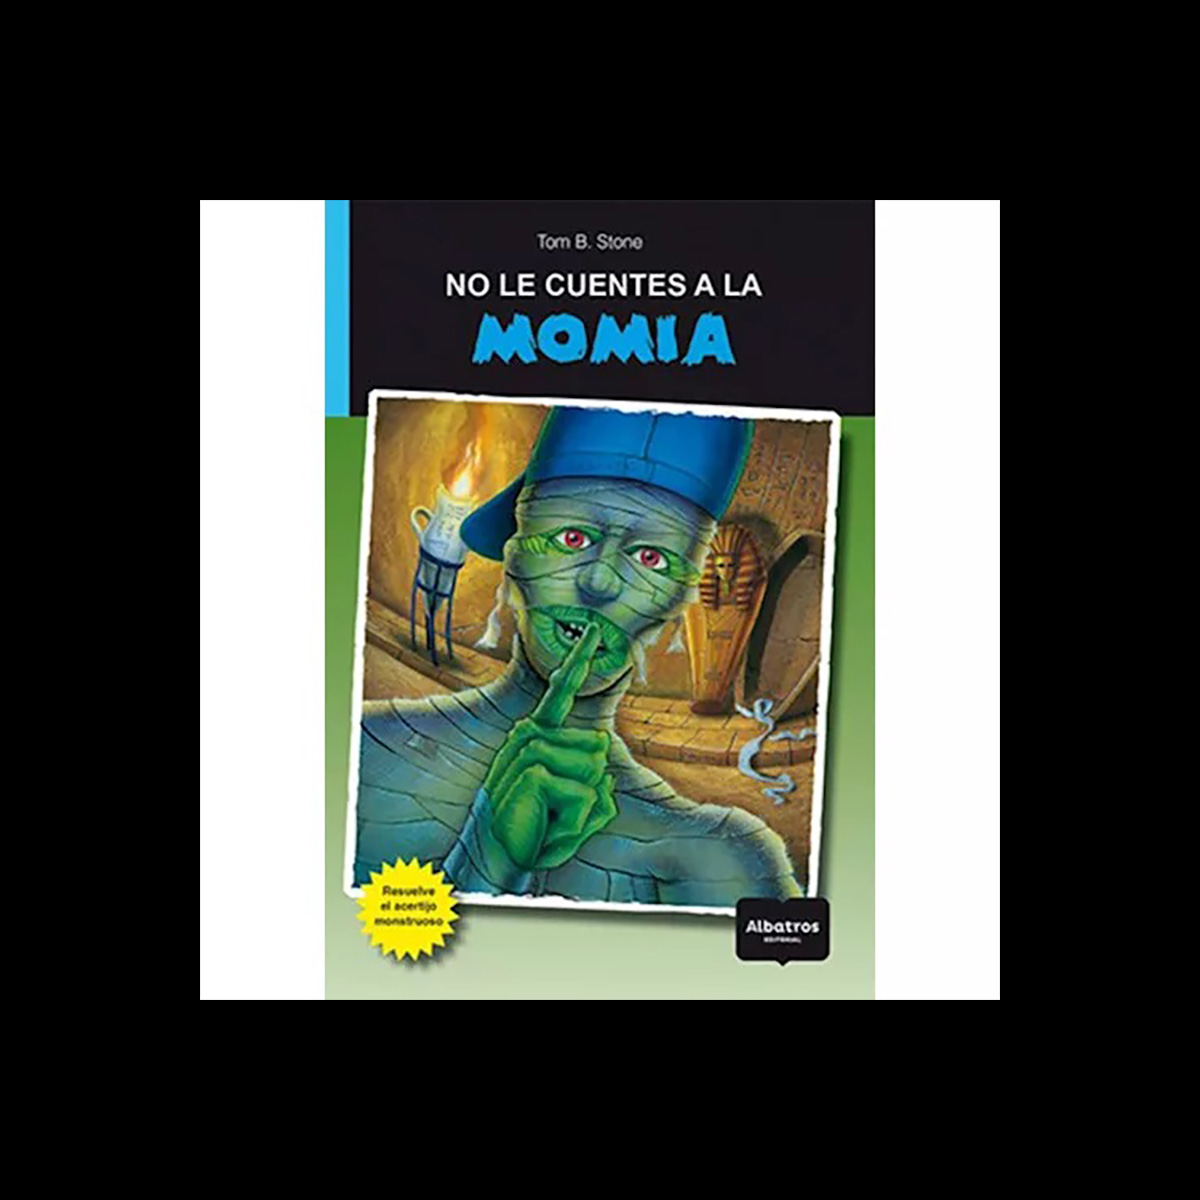 Tom B. Stone
NO LE CUENTES A LA
MOMIA
Resuelve
el acertijo
monstruoso
Albatros
EDITORIAL